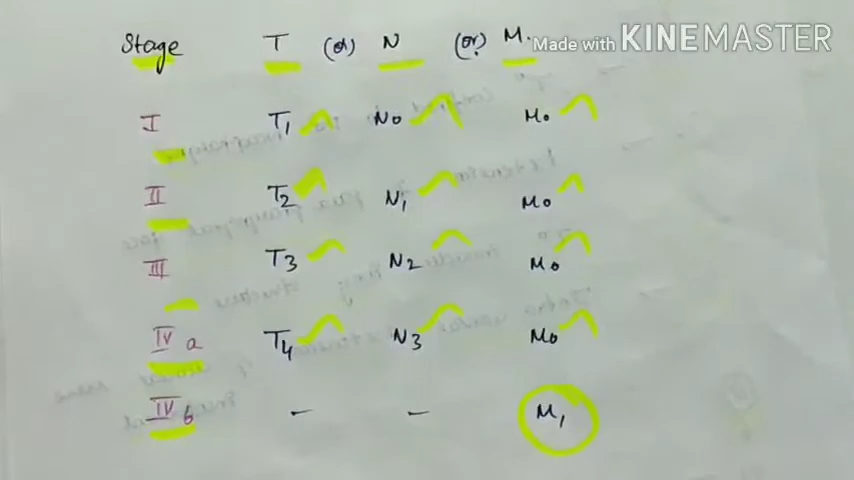 Stage T (or) N (or) M.
Made with KINEMASTER
I T1 N0 M0
II T2 N1 M0
III T3 N2 M0
IV a T4 N3 M0
IV b - - M1